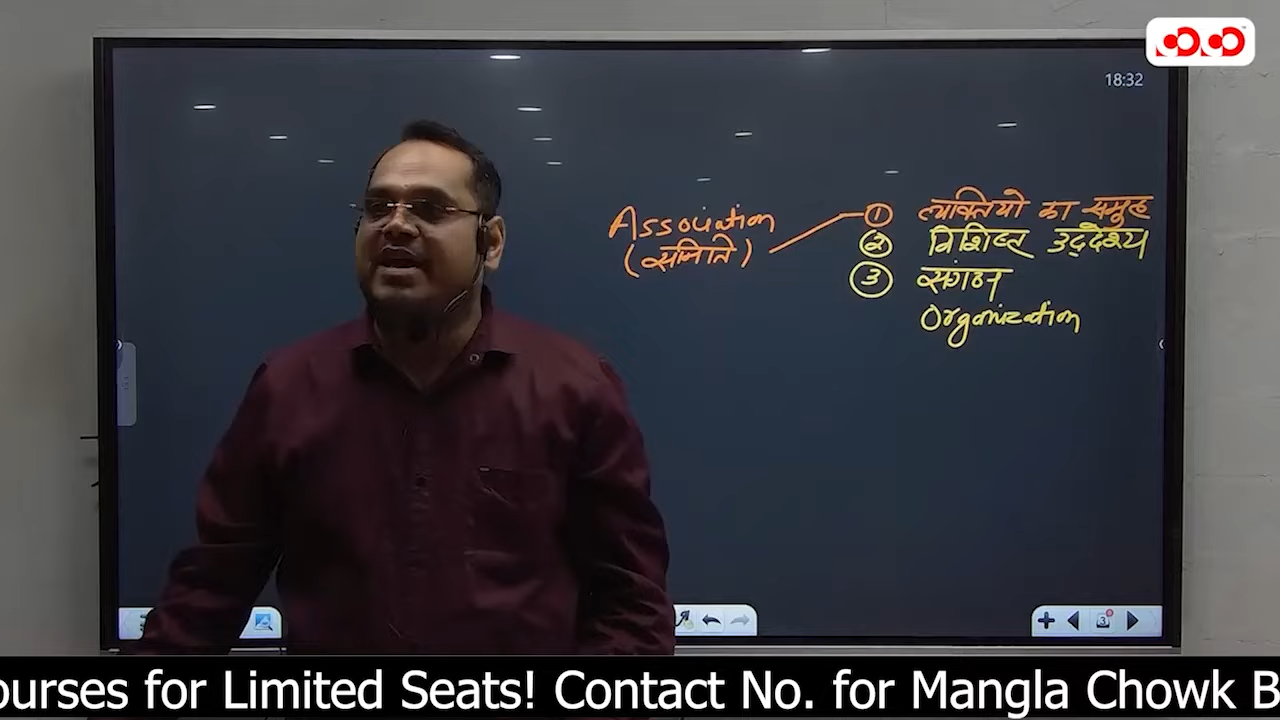 18:32
Association
(समिति)
① व्यक्तियो का समूह
② विशिष्ट उद्देश्य
③ संगठन
Organization
3
ourses for Limited Seats! Contact No. for Mangla Chowk B